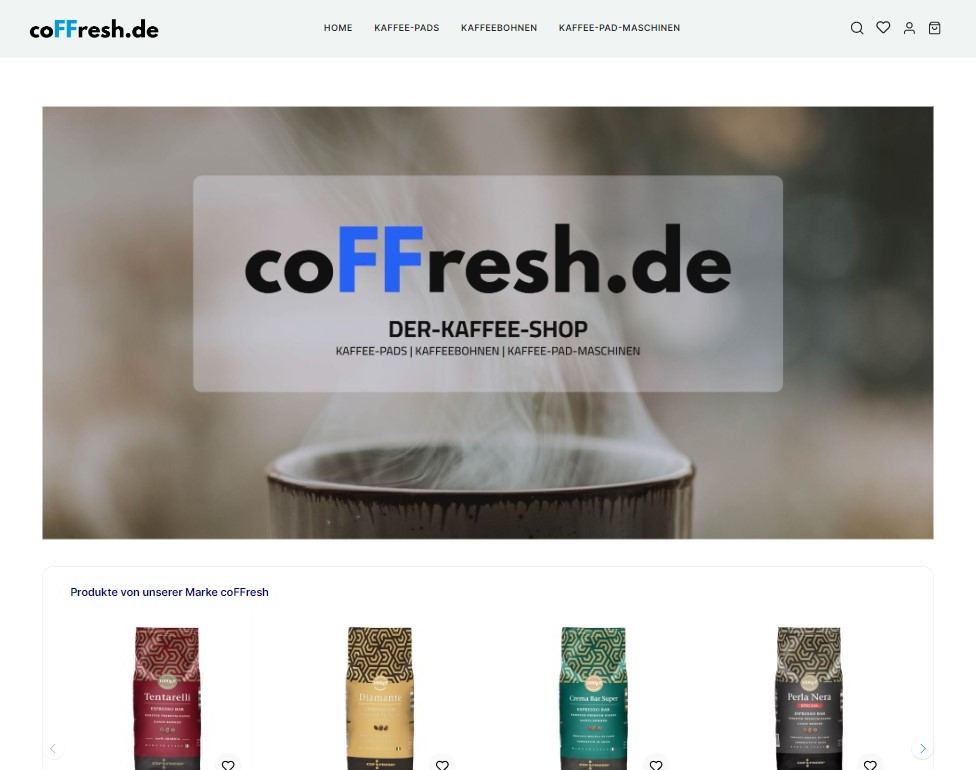 coFFresh.de
HOME
KAFFEE-PADS
KAFFEEBOHNEN
KAFFEE-PAD-MASCHINEN
coFFresh.de
DER-KAFFEE-SHOP
KAFFEE-PADS | KAFFEEBOHNEN | KAFFEE-PAD-MASCHINEN
Produkte von unserer Marke coFFresh
Tentarelli
ESPRESSO BAR
Diamante
ESPRESSO BAR
Crema Bar Super
ESPRESSO BAR
Perla Nera
ESPRESSO BAR